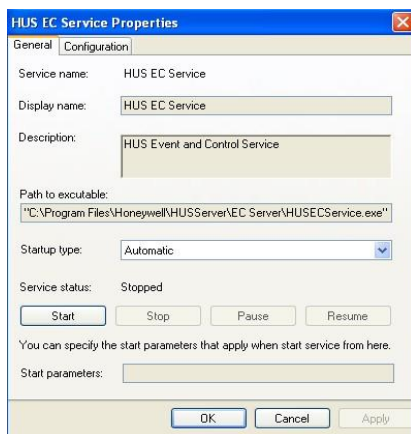 HUS EC Service Properties
General Configuration
Service name: HUS EC Service
Display name: HUS EC Service
Description: HUS Event and Control Service
Path to excutable:
"C:\Program Files\Honeywell\HUSServer\EC Server\HUSECService.exe"
Startup type: Automatic
Service status: Stopped
Start Stop Pause Resume
You can specify the start parameters that apply when start service from here.
Start parameters:
OK Cancel Apply